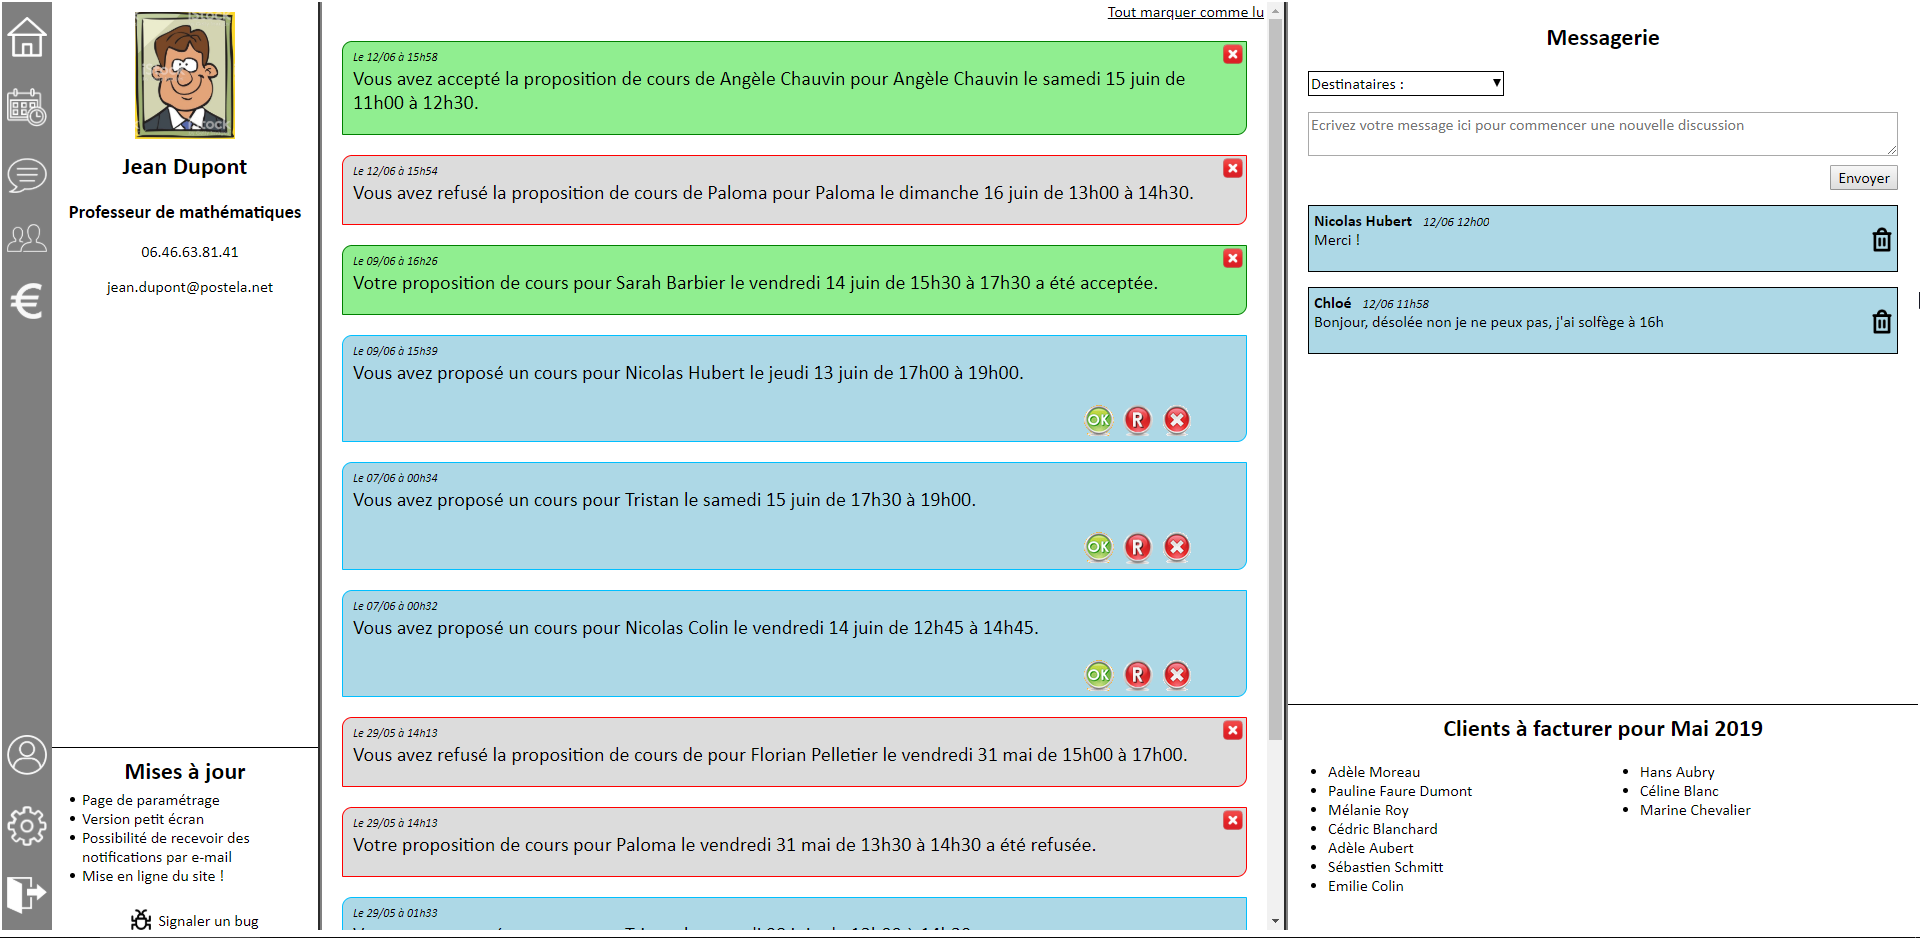 Jean Dupont
Professeur de mathématiques
06.46.63.81.41
jean.dupont@postela.net
Mises à jour
Page de paramétrage
Version petit écran
Possibilité de recevoir des
notifications par e-mail
Mise en ligne du site !
Signaler un bug
Tout marquer comme lu
Le 12/06 à 15h58
Vous avez accepté la proposition de cours de Angèle Chauvin pour Angèle Chauvin le samedi 15 juin de
11h00 à 12h30.
Le 12/06 à 15h54
Vous avez refusé la proposition de cours de Paloma pour Paloma le dimanche 16 juin de 13h00 à 14h30.
Le 09/06 à 16h26
Votre proposition de cours pour Sarah Barbier le vendredi 14 juin de 15h30 à 17h30 a été acceptée.
Le 09/06 à 15h39
Vous avez proposé un cours pour Nicolas Hubert le jeudi 13 juin de 17h00 à 19h00.
OK R
Le 07/06 à 00h34
Vous avez proposé un cours pour Tristan le samedi 15 juin de 17h30 à 19h00.
OK R
Le 07/06 à 00h32
Vous avez proposé un cours pour Nicolas Colin le vendredi 14 juin de 12h45 à 14h45.
OK R
Le 29/05 à 14h13
Vous avez refusé la proposition de cours de pour Florian Pelletier le vendredi 31 mai de 15h00 à 17h00.
Le 29/05 à 14h13
Votre proposition de cours pour Paloma le vendredi 31 mai de 13h30 à 14h30 a été refusée.
Le 29/05 à 01h33
Messagerie
Destinataires :
Ecrivez votre message ici pour commencer une nouvelle discussion
Envoyer
Nicolas Hubert 12/06 12h00
Merci !
Chloé 12/06 11h58
Bonjour, désolée non je ne peux pas, j'ai solfège à 16h
Clients à facturer pour Mai 2019
Adèle Moreau
Pauline Faure Dumont
Mélanie Roy
Cédric Blanchard
Adèle Aubert
Sébastien Schmitt
Emilie Colin
Hans Aubry
Céline Blanc
Marine Chevalier